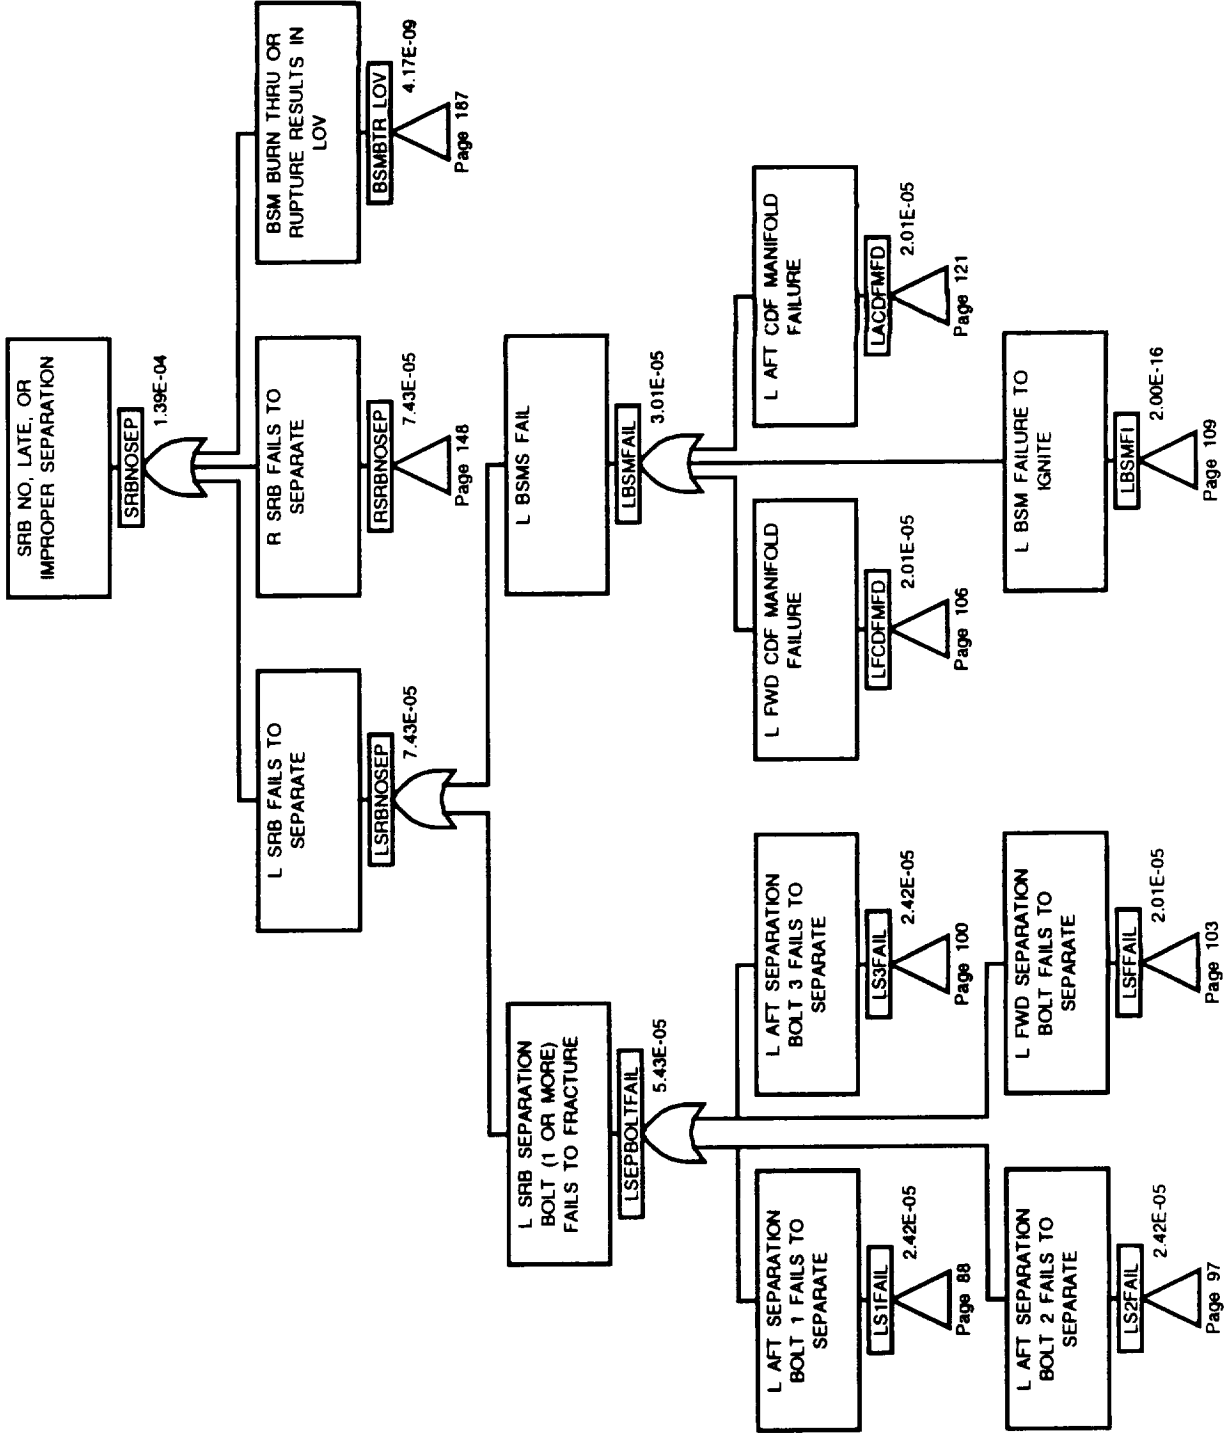 SRB NO, LATE, OR
IMPROPER SEPARATION
SRBNOSEP
1.39E-04
L SRB FAILS TO
SEPARATE
LSRBNOSEP
7.43E-05
R SRB FAILS TO
SEPARATE
RSRBNOSEP
7.43E-05
Page 148
BSM BURN THRU OR
RUPTURE RESULTS IN
LOV
BSMBTR LOV
4.17E-09
Page 187
L SRB SEPARATION
BOLT (1 OR MORE)
FAILS TO FRACTURE
LSEPBOLTFAIL
5.43E-05
L BSMS FAIL
LBSMFAIL
3.01E-05
L AFT SEPARATION
BOLT 1 FAILS TO
SEPARATE
LS1FAIL
2.42E-05
Page 88
L AFT SEPARATION
BOLT 3 FAILS TO
SEPARATE
LS3FAIL
2.42E-05
Page 100
L FWD CDF MANIFOLD
FAILURE
LFCDFMFD
2.01E-05
Page 106
L AFT CDF MANIFOLD
FAILURE
LACDFMFD
2.01E-05
Page 121
L AFT SEPARATION
BOLT 2 FAILS TO
SEPARATE
LS2FAIL
2.42E-05
Page 97
L FWD SEPARATION
BOLT FAILS TO
SEPARATE
LSFFAIL
2.01E-05
Page 103
L BSM FAILURE TO
IGNITE
LBSMFI
2.00E-16
Page 109